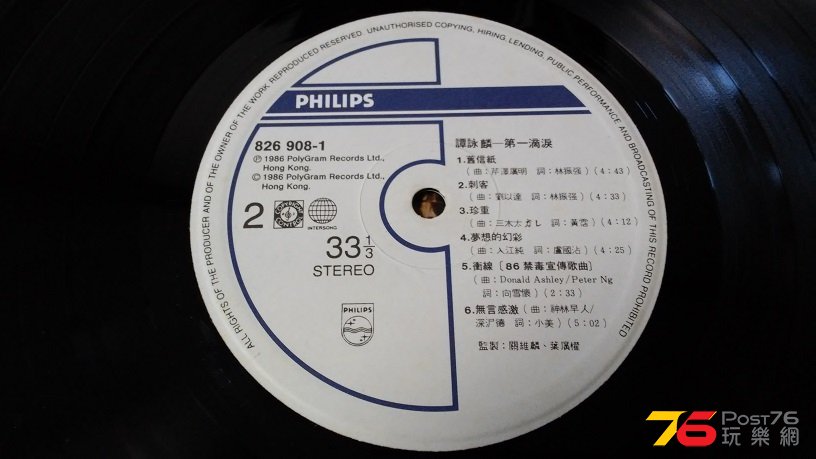 ALL RIGHTS OF THE PRODUCER AND OF THE OWNER OF THE WORK REPRODUCED RESERVED. UNAUTHORISED COPYING, HIRING, LENDING, PUBLIC PERFORMANCE AND BROADCASTING OF THIS RECORD PROHIBITED
PHILIPS
826 908-1
Ⓟ 1986 PolyGram Records Ltd.,
Hong Kong.
© 1986 PolyGram Records Ltd.,
Hong Kong.
2
COPYRIGHT CONTROL
INTERSONG
33 1/3
STEREO
PHILIPS
譚詠麟—第一滴淚
1.舊信紙
(曲:芹澤廣明 詞:林振強)(4:43)
2.刺客
(曲:劉以達 詞:林振強)(4:33)
3.珍重
(曲:三木たかし 詞:黃霑)(4:12)
4.夢想的幻彩
(曲:入江純 詞:盧國沾)(4:25)
5.衝線〔86禁毒宣傳歌曲〕
(曲:Donald Ashley/Peter Ng
詞:向雪懷)(2:33)
6.無言感激(曲:神林早人/
深沢德 詞:小美)(5:02)
監製:關維麟、葉廣權
76 Post76
玩樂網